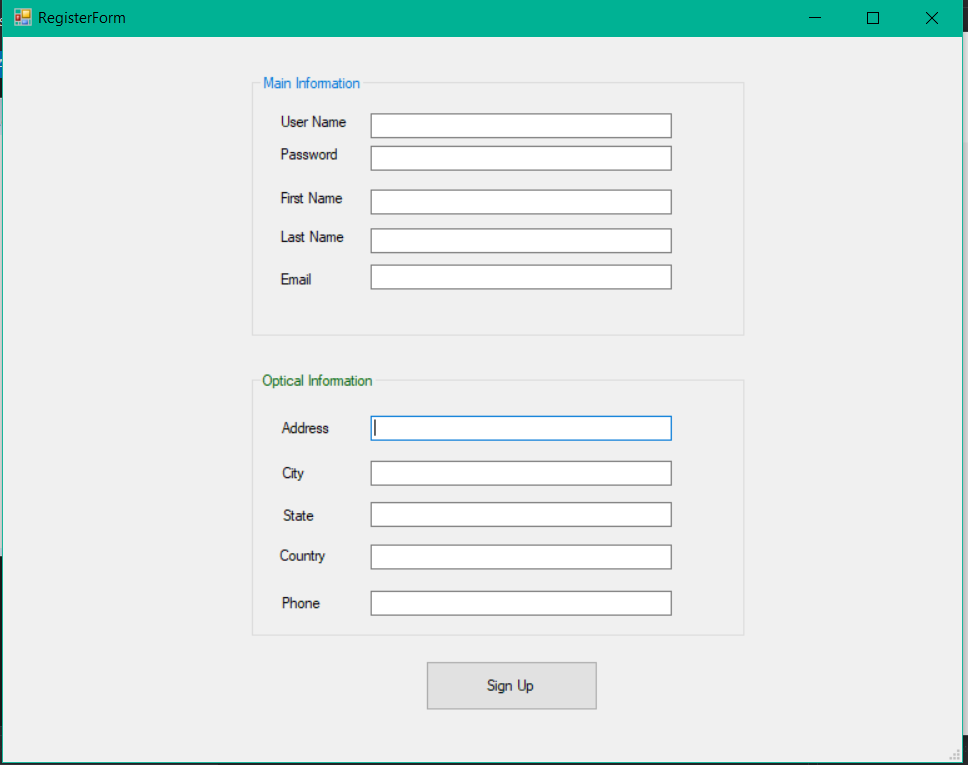 RegisterForm
Main Information
User Name
Password
First Name
Last Name
Email
Optical Information
Address
City
State
Country
Phone
Sign Up